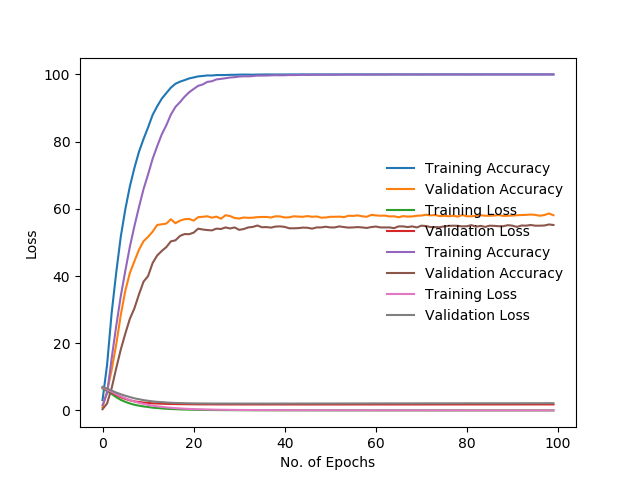 100
80
60
40
20
0
Loss
Training Accuracy
Validation Accuracy
Training Loss
Validation Loss
Training Accuracy
Validation Accuracy
Training Loss
Validation Loss
0 20 40 60 80 100
No. of Epochs